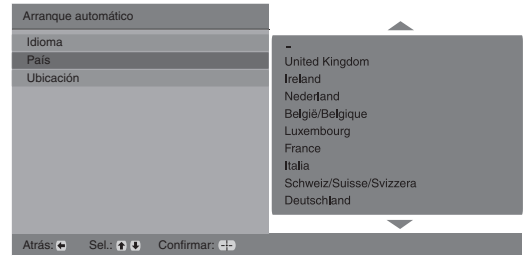 Arranque automático
Idioma
País
Ubicación
-
United Kingdom
Ireland
Nederland
België/Belgique
Luxembourg
France
Italia
Schweiz/Suisse/Svizzera
Deutschland
Atrás: Sel.: Confirmar: